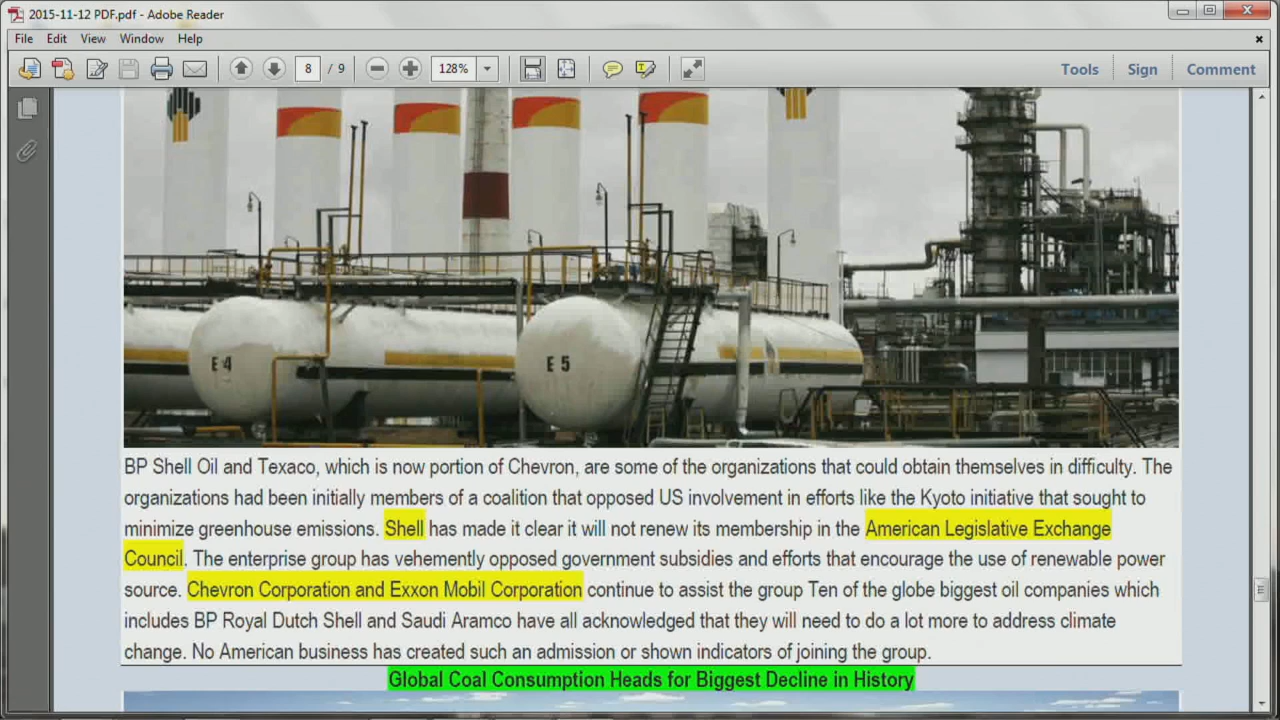 2015-11-12 PDF.pdf - Adobe Reader
File Edit View Window Help
8 / 9 128% Tools Sign Comment
E 4 E 5
BP Shell Oil and Texaco, which is now portion of Chevron, are some of the organizations that could obtain themselves in difficulty. The
organizations had been initially members of a coalition that opposed US involvement in efforts like the Kyoto initiative that sought to
minimize greenhouse emissions. Shell has made it clear it will not renew its membership in the American Legislative Exchange
Council. The enterprise group has vehemently opposed government subsidies and efforts that encourage the use of renewable power
source. Chevron Corporation and Exxon Mobil Corporation continue to assist the group Ten of the globe biggest oil companies which
includes BP Royal Dutch Shell and Saudi Aramco have all acknowledged that they will need to do a lot more to address climate
change. No American business has created such an admission or shown indicators of joining the group.
Global Coal Consumption Heads for Biggest Decline in History